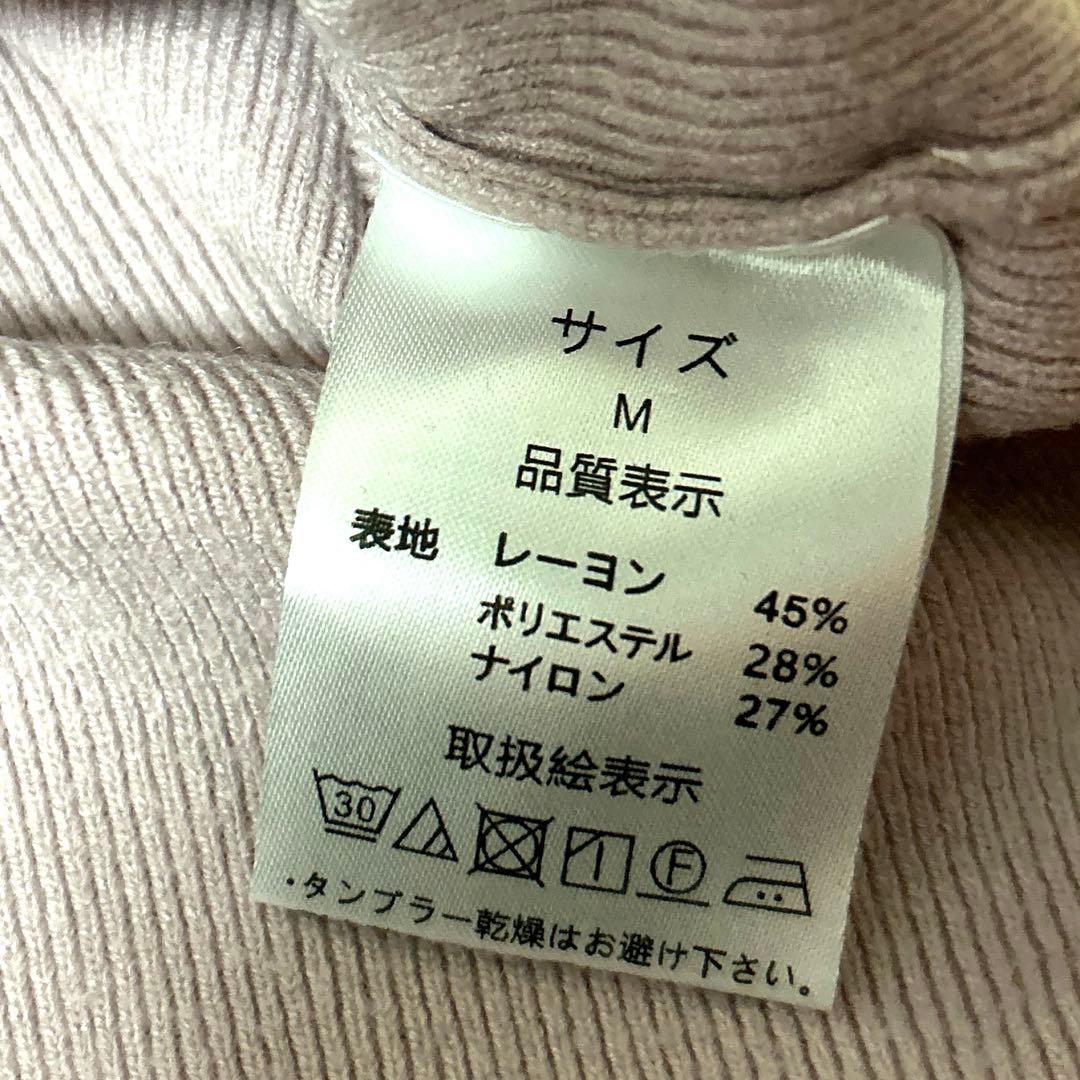 サイズ
M
品質表示
表地 レーヨン 45%
ポリエステル 28%
ナイロン 27%
取扱絵表示
30 F
・タンブラー乾燥はお避け下さい。